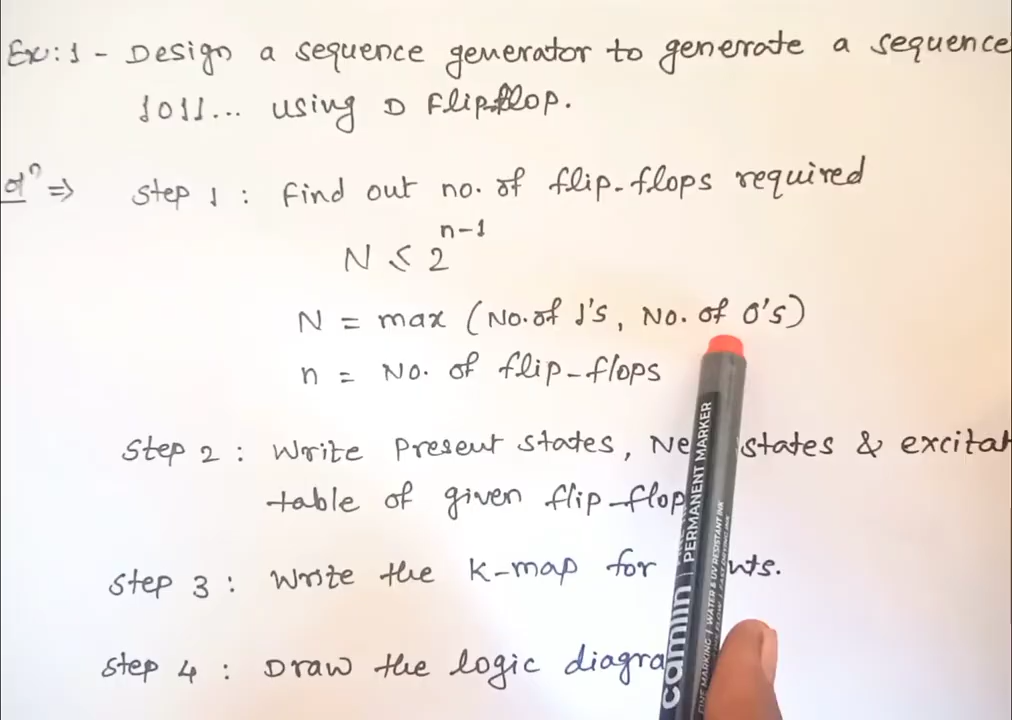 Ex:1 - Design a sequence generator to generate a sequence
1011... using D Flip-flop.
⇒ Step 1 : Find out no. of flip-flops required
N ≤ 2^(n-1)
N = max (No. of 1's, No. of 0's)
n = No. of flip-flops
Step 2 : Write Present states, Ne states & excitat
table of given flip-flop
Step 3 : Write the K-map for nts.
Step 4 : Draw the logic diagra
camlin PERMANENT MARKER